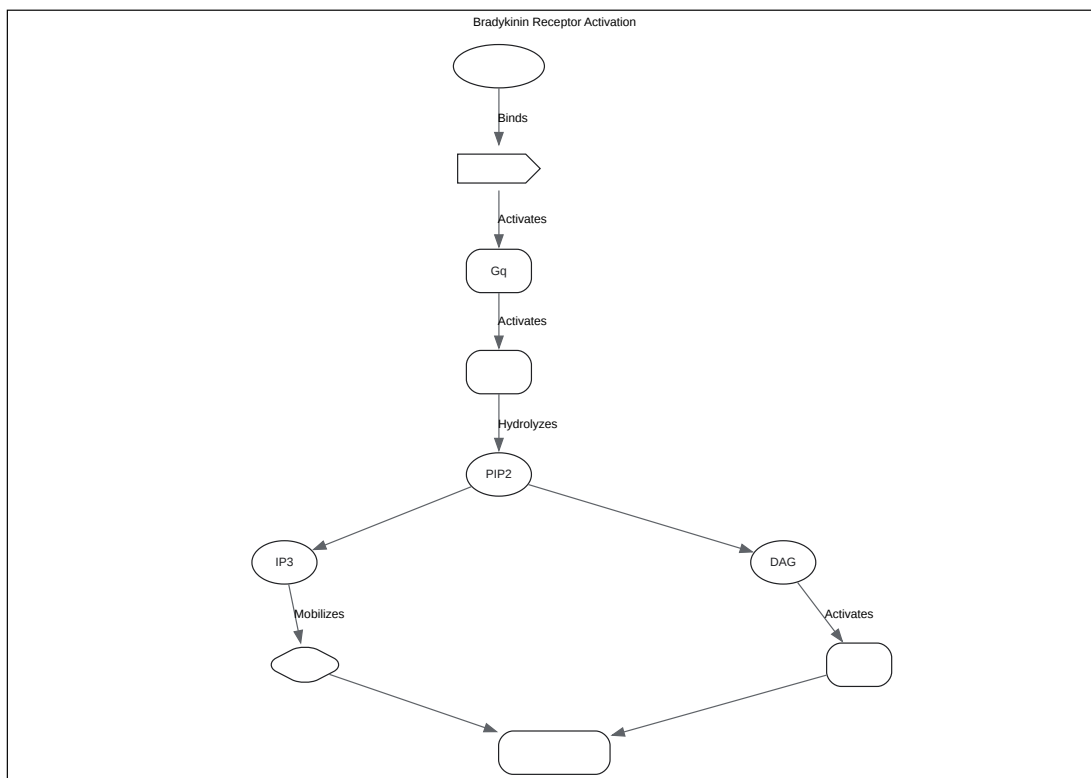 Bradykinin Receptor Activation
Binds
Activates
Gq
Activates
Hydrolyzes
PIP2
IP3
DAG
Mobilizes
Activates